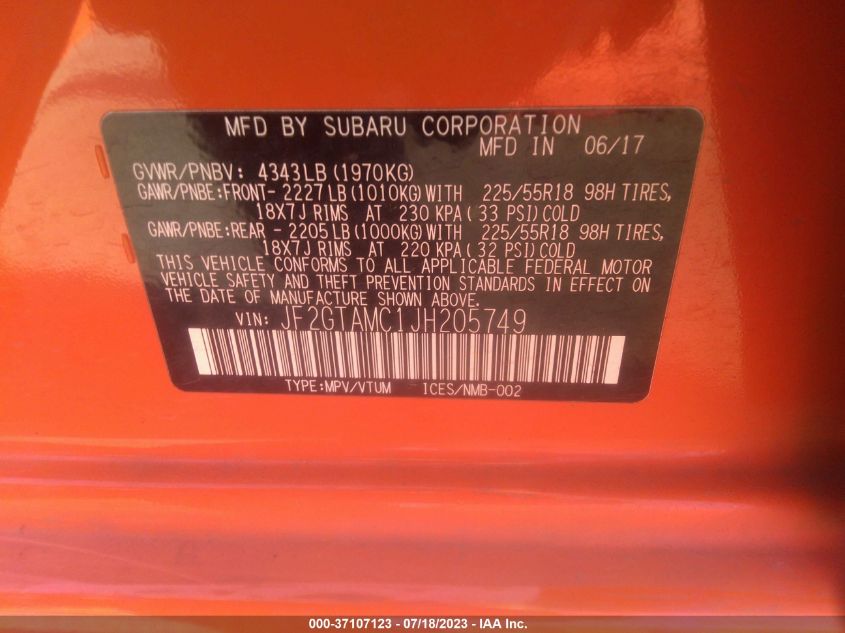 MFD BY SUBARU CORPORATION
MFD IN 06/17
GVWR/PNBV: 4343LB(1970KG)
GAWR/PNBE:FRONT- 2227LB(1010KG)WITH 225/55R18 98H TIRES,
18X7J RIMS AT 230 KPA(33 PSI)COLD
GAWR/PNBE:REAR - 2205LB(1000KG)WITH 225/55R18 98H TIRES,
18X7J RIMS AT 220 KPA(32 PSI)COLD
THIS VEHICLE CONFORMS TO ALL APPLICABLE FEDERAL MOTOR
VEHICLE SAFETY AND THEFT PREVENTION STANDARDS IN EFFECT ON
THE DATE OF MANUFACTURE SHOWN ABOVE.
VIN: JF2GTAMC1JH205749
TYPE:MPV/VTUM ICES/NMB-002
000-37107123 - 07/18/2023 - IAA Inc.